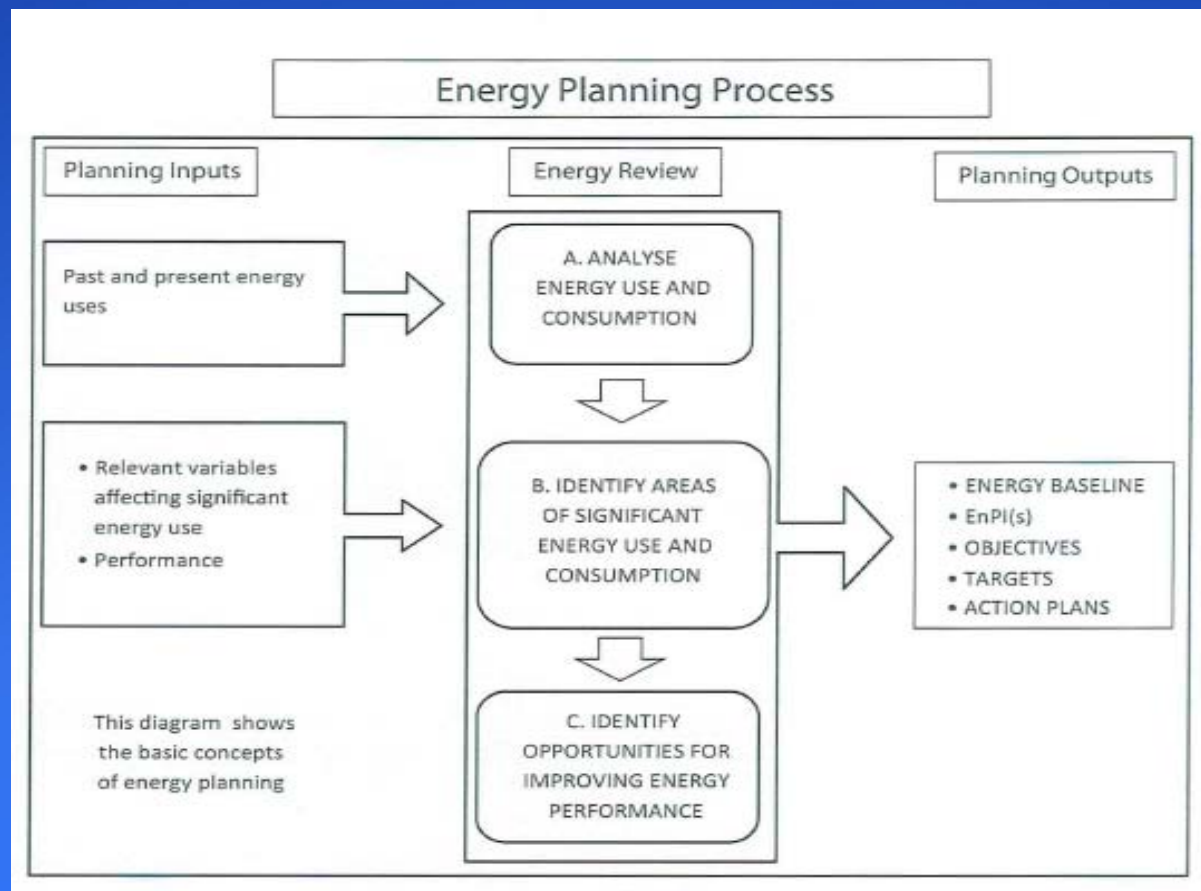 Energy Planning Process
Planning Inputs
Energy Review
Planning Outputs
Past and present energy
uses
A. ANALYSE
ENERGY USE AND
CONSUMPTION
• Relevant variables
affecting significant
energy use
• Performance
B. IDENTIFY AREAS
OF SIGNIFICANT
ENERGY USE AND
CONSUMPTION
• ENERGY BASELINE
• EnPI(s)
• OBJECTIVES
• TARGETS
• ACTION PLANS
This diagram shows
the basic concepts
of energy planning
C. IDENTIFY
OPPORTUNITIES FOR
IMPROVING ENERGY
PERFORMANCE